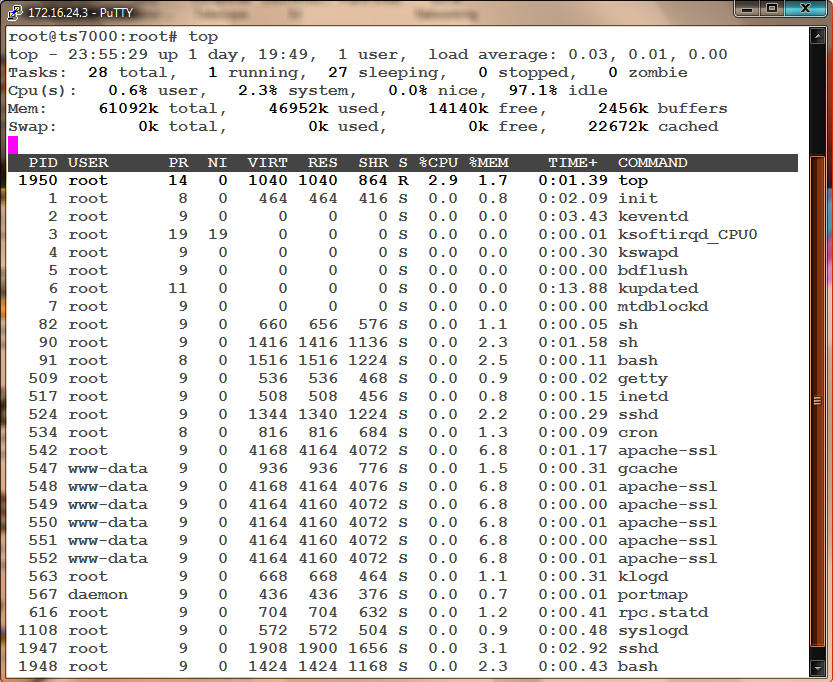 172.16.24.3 - PuTTY
root@ts7000:root# top
top - 23:55:29 up 1 day, 19:49,  1 user,  load average: 0.03, 0.01, 0.00
Tasks:  28 total,   1 running,  27 sleeping,   0 stopped,   0 zombie
Cpu(s):   0.6% user,   2.3% system,   0.0% nice,  97.1% idle
Mem:     61092k total,    46952k used,    14140k free,     2456k buffers
Swap:        0k total,        0k used,        0k free,    22672k cached
PID USER      PR  NI  VIRT  RES  SHR S %CPU %MEM    TIME+  COMMAND
1950 root      14   0  1040 1040  864 R  2.9  1.7   0:01.39 top
1 root       8   0   464  464  416 S  0.0  0.8   0:02.09 init
2 root       9   0     0    0    0 S  0.0  0.0   0:03.43 keventd
3 root      19  19     0    0    0 S  0.0  0.0   0:00.01 ksoftirqd_CPU0
4 root       9   0     0    0    0 S  0.0  0.0   0:00.30 kswapd
5 root       9   0     0    0    0 S  0.0  0.0   0:00.00 bdflush
6 root      11   0     0    0    0 S  0.0  0.0   0:13.88 kupdated
7 root       9   0     0    0    0 S  0.0  0.0   0:00.00 mtdblockd
82 root       9   0   660  656  576 S  0.0  1.1   0:00.05 sh
90 root       9   0  1416 1416 1136 S  0.0  2.3   0:01.58 sh
91 root       8   0  1516 1516 1224 S  0.0  2.5   0:00.11 bash
509 root       9   0   536  536  468 S  0.0  0.9   0:00.02 getty
517 root       9   0   508  508  456 S  0.0  0.8   0:00.15 inetd
524 root       9   0  1344 1340 1224 S  0.0  2.2   0:00.29 sshd
534 root       8   0   816  816  684 S  0.0  1.3   0:00.09 cron
542 root       9   0  4168 4164 4072 S  0.0  6.8   0:01.17 apache-ssl
547 www-data   9   0   936  936  776 S  0.0  1.5   0:00.31 gcache
548 www-data   9   0  4168 4164 4076 S  0.0  6.8   0:00.01 apache-ssl
549 www-data   9   0  4164 4160 4072 S  0.0  6.8   0:00.00 apache-ssl
550 www-data   9   0  4164 4160 4072 S  0.0  6.8   0:00.01 apache-ssl
551 www-data   9   0  4164 4160 4072 S  0.0  6.8   0:00.00 apache-ssl
552 www-data   9   0  4164 4160 4072 S  0.0  6.8   0:00.01 apache-ssl
563 root       9   0   668  668  464 S  0.0  1.1   0:00.31 klogd
567 daemon     9   0   436  436  376 S  0.0  0.7   0:00.01 portmap
616 root       9   0   704  704  632 S  0.0  1.2   0:00.41 rpc.statd
1108 root       9   0   572  572  504 S  0.0  0.9   0:00.48 syslogd
1947 root       9   0  1908 1900 1656 S  0.0  3.1   0:02.92 sshd
1948 root       9   0  1424 1424 1168 S  0.0  2.3   0:00.43 bash